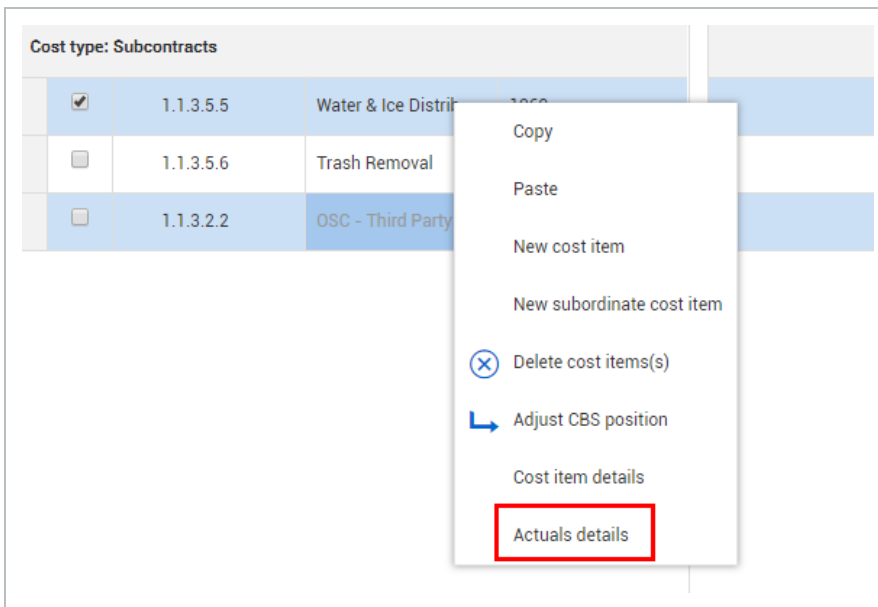 Cost type: Subcontracts
1.1.3.5.5 Water & Ice
Copy
1.1.3.5.6 Trash Removal
Paste
1.1.3.2.2 OSC - Third Party
New cost item
New subordinate cost item
Delete cost items(s)
Adjust CBS position
Cost item details
Actuals details